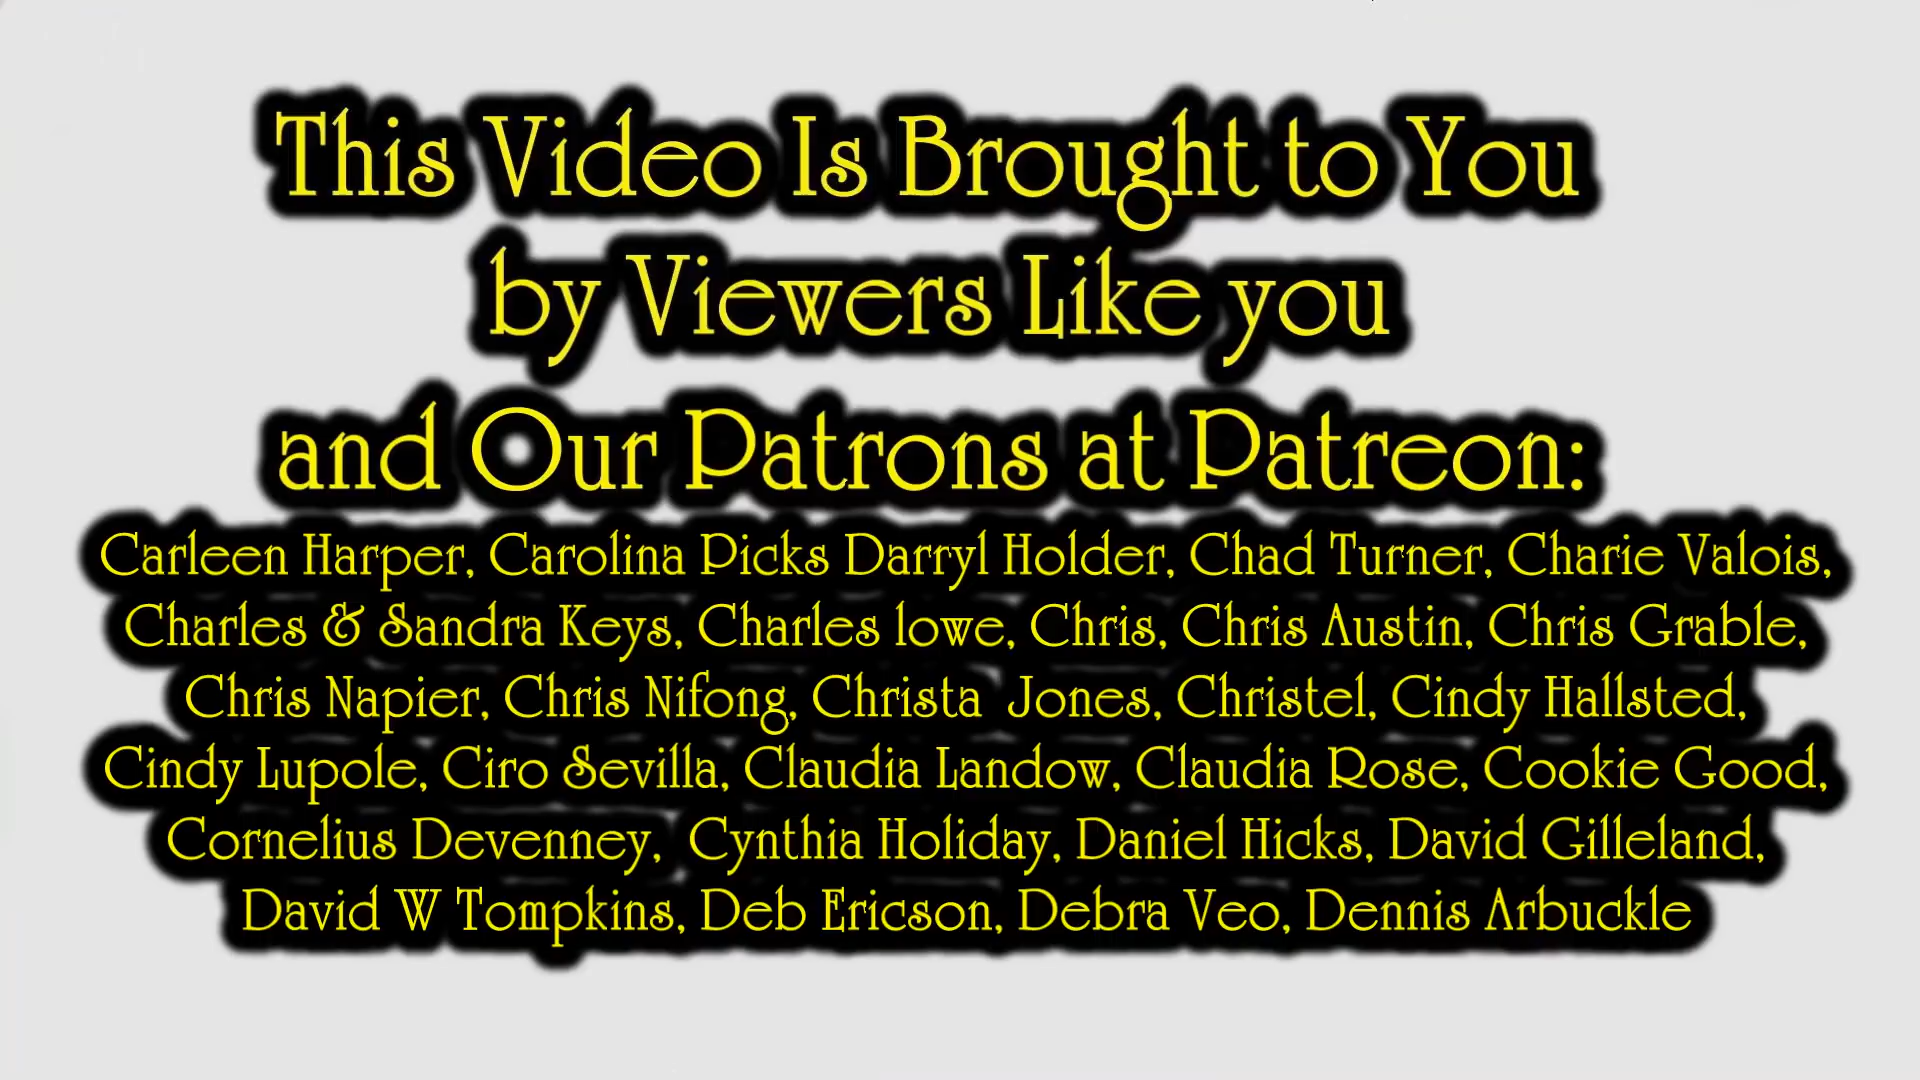 This Video Is Brought to You
by Viewers Like you
and Our Patrons at Patreon:
Carleen Harper, Carolina Picks Darryl Holder, Chad Turner, Charie Valois,
Charles & Sandra Keys, Charles lowe, Chris, Chris Austin, Chris Grable,
Chris Napier, Chris Nifong, Christa  Jones, Christel, Cindy Hallsted,
Cindy Lupole, Ciro Sevilla, Claudia Landow, Claudia Rose, Cookie Good,
Cornelius Devenney,  Cynthia Holiday, Daniel Hicks, David Gilleland,
David W Tompkins, Deb Ericson, Debra Veo, Dennis Arbuckle